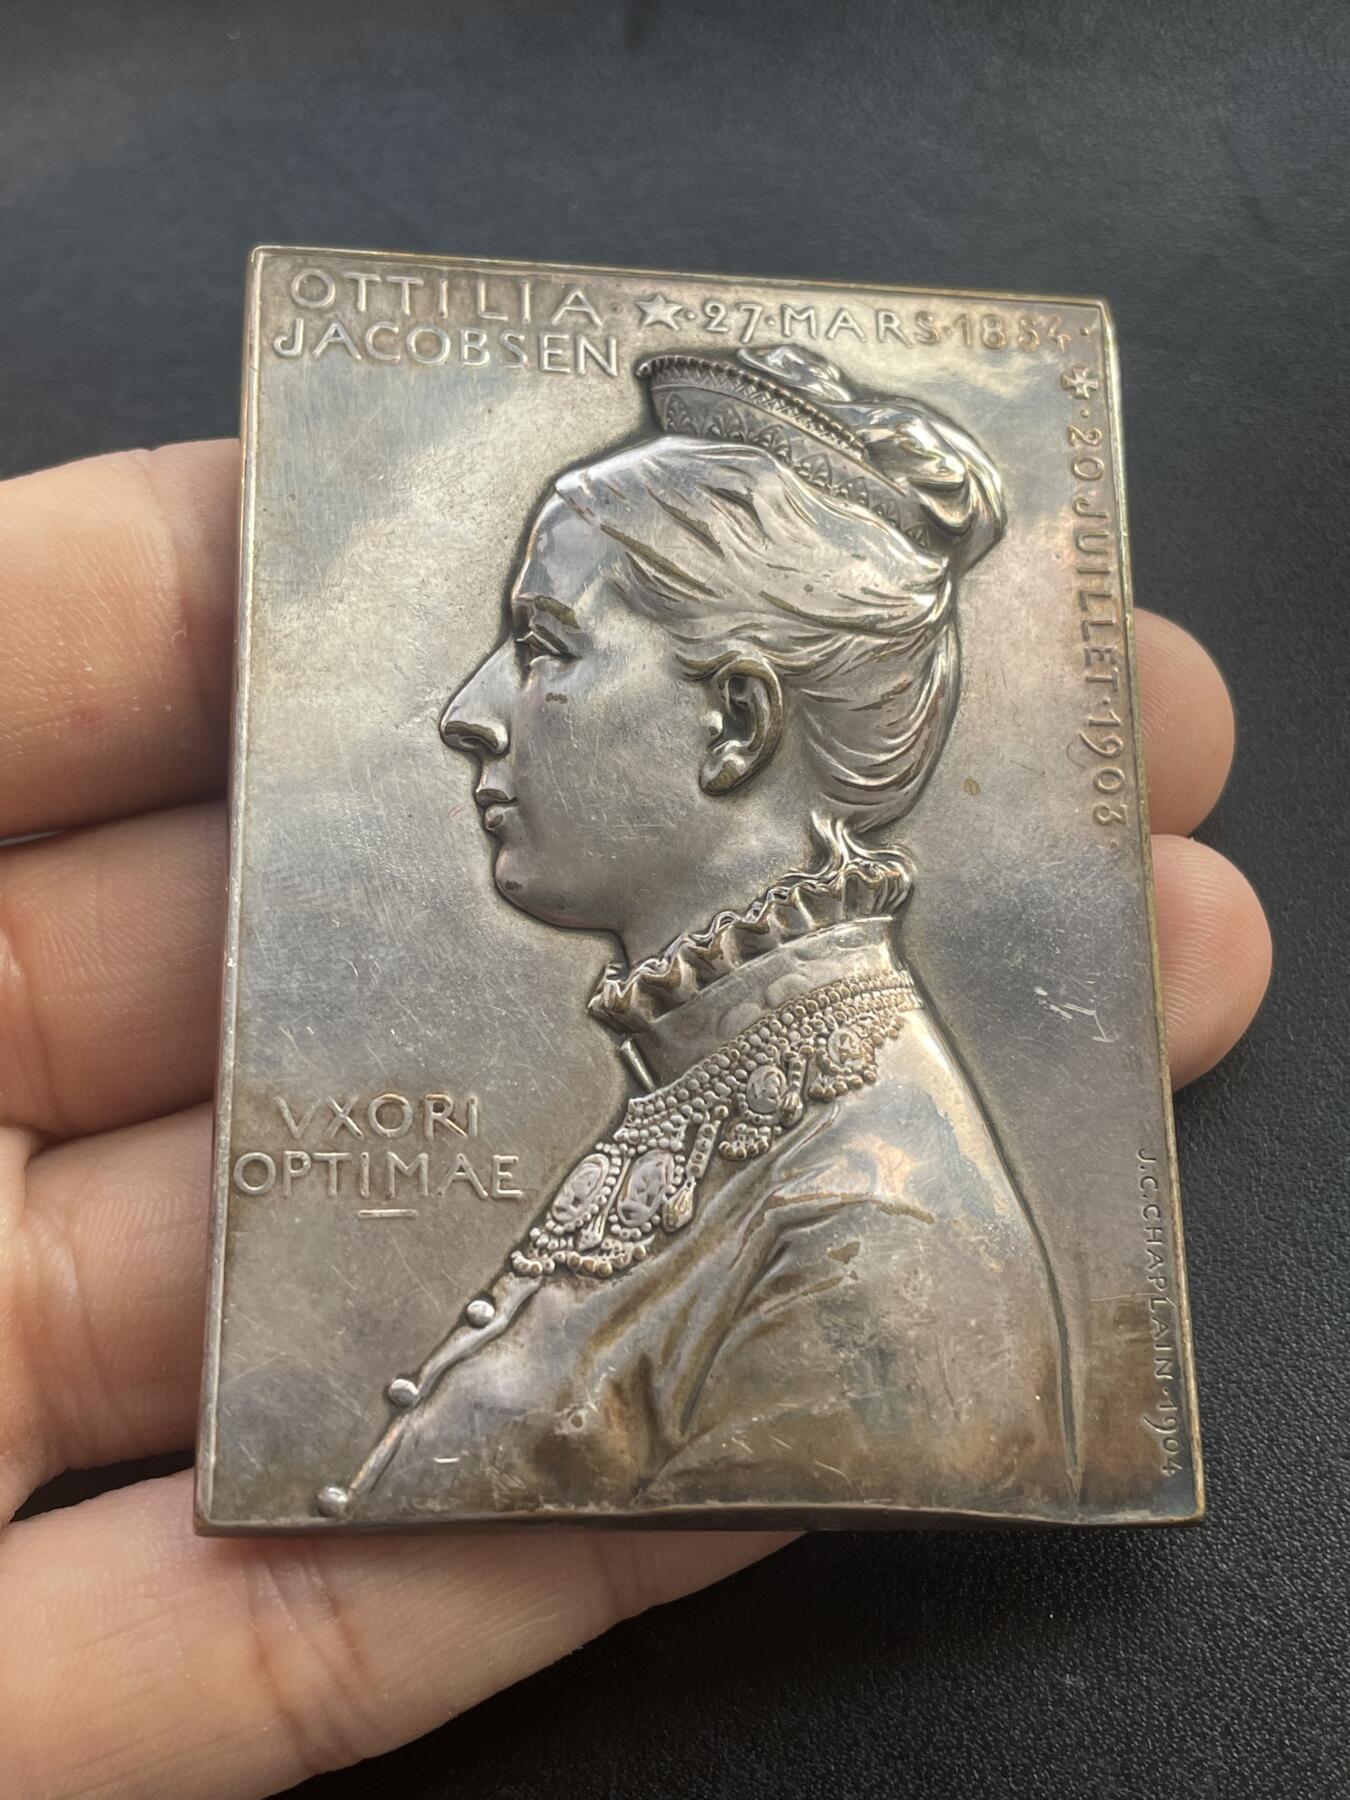 OTTILIA ★·27·MARS·1854·
JACOBSEN
✠·20 JUILLET·1903·
VXORI
OPTIMAE
J.C.CHAPLAIN·1904